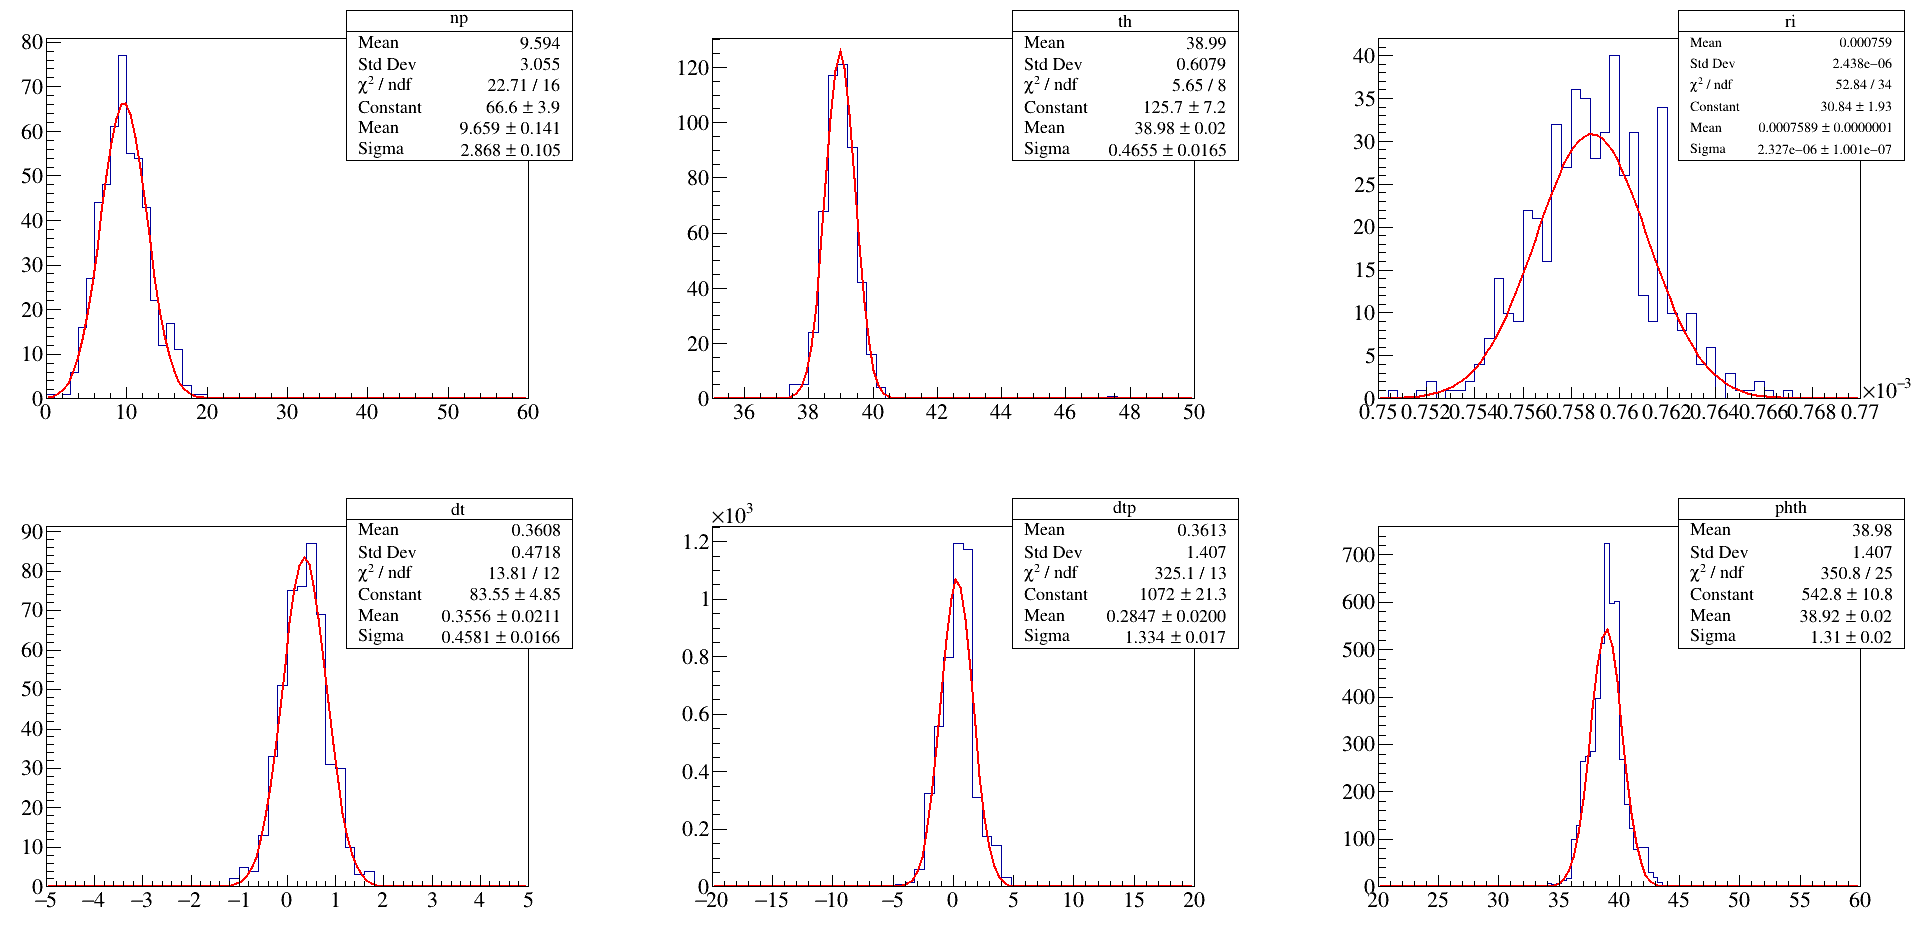 np
Mean 9.594
Std Dev 3.055
χ² / ndf 22.71 / 16
Constant 66.6 ± 3.9
Mean 9.659 ± 0.141
Sigma 2.868 ± 0.105
80
70
60
50
40
30
20
10
0
0 10 20 30 40 50 60
th
Mean 38.99
Std Dev 0.6079
χ² / ndf 5.65 / 8
Constant 125.7 ± 7.2
Mean 38.98 ± 0.02
Sigma 0.4655 ± 0.0165
120
100
80
60
40
20
0
36 38 40 42 44 46 48 50
ri
Mean 0.000759
Std Dev 2.438e−06
χ² / ndf 52.84 / 34
Constant 30.84 ± 1.93
Mean 0.0007589 ± 0.0000001
Sigma 2.327e−06 ± 1.001e−07
40
35
30
25
20
15
10
5
0
×10⁻³
0.75 0.752 0.754 0.756 0.758 0.76 0.762 0.764 0.766 0.768 0.77
dt
Mean 0.3608
Std Dev 0.4718
χ² / ndf 13.81 / 12
Constant 83.55 ± 4.85
Mean 0.3556 ± 0.0211
Sigma 0.4581 ± 0.0166
90
80
70
60
50
40
30
20
10
0
−5 −4 −3 −2 −1 0 1 2 3 4 5
×10³
dtp
Mean 0.3613
Std Dev 1.407
χ² / ndf 325.1 / 13
Constant 1072 ± 21.3
Mean 0.2847 ± 0.0200
Sigma 1.334 ± 0.017
1.2
1
0.8
0.6
0.4
0.2
0
−20 −15 −10 −5 0 5 10 15 20
phth
Mean 38.98
Std Dev 1.407
χ² / ndf 350.8 / 25
Constant 542.8 ± 10.8
Mean 38.92 ± 0.02
Sigma 1.31 ± 0.02
700
600
500
400
300
200
100
0
20 25 30 35 40 45 50 55 60